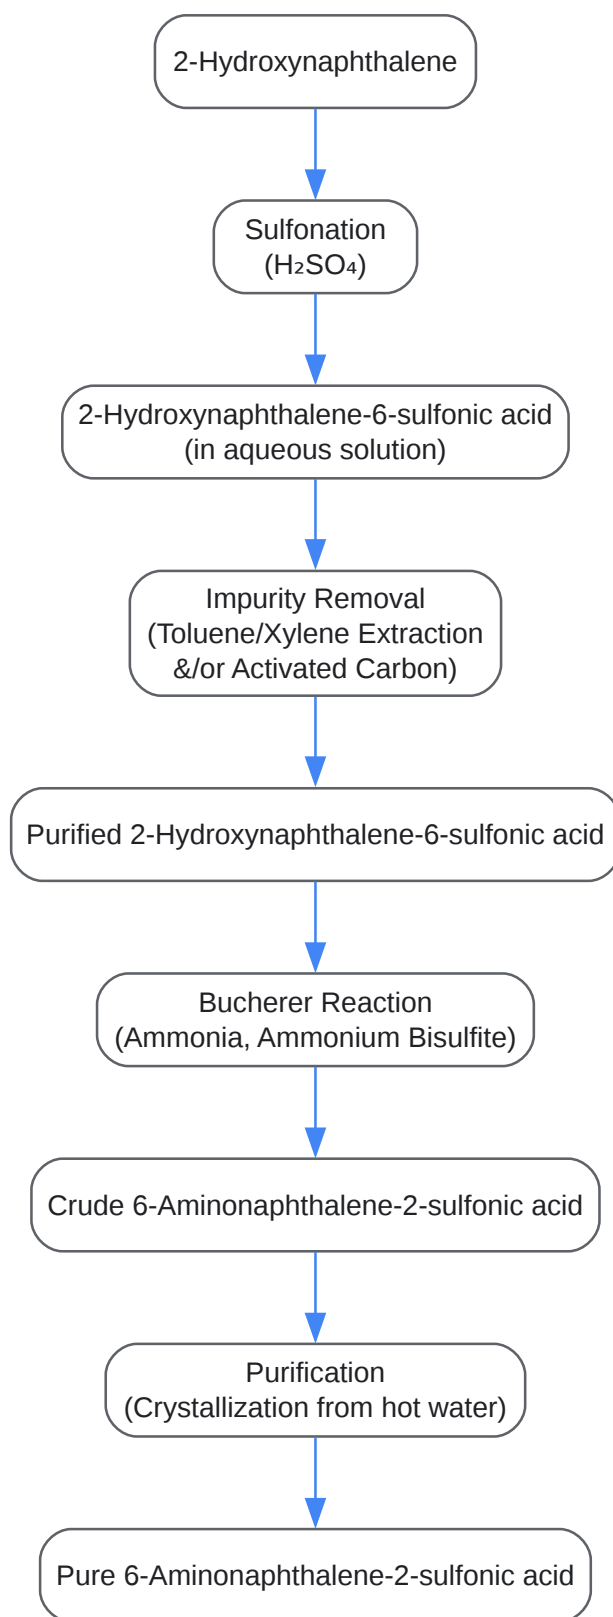 2-Hydroxynaphthalene
Sulfonation
(H₂SO₄)
2-Hydroxynaphthalene-6-sulfonic acid
(in aqueous solution)
Impurity Removal
(Toluene/Xylene Extraction
&/or Activated Carbon)
Purified 2-Hydroxynaphthalene-6-sulfonic acid
Bucherer Reaction
(Ammonia, Ammonium Bisulfite)
Crude 6-Aminonaphthalene-2-sulfonic acid
Purification
(Crystallization from hot water)
Pure 6-Aminonaphthalene-2-sulfonic acid